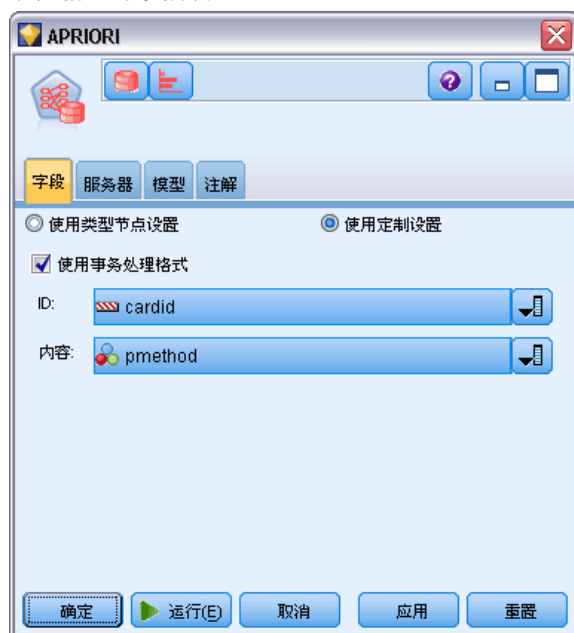 APRIORI
字段 服务器 模型 注解
使用类型节点设置 使用定制设置
使用事务处理格式
ID: cardid
内容: pmethod
确定 运行(E) 取消 应用 重置